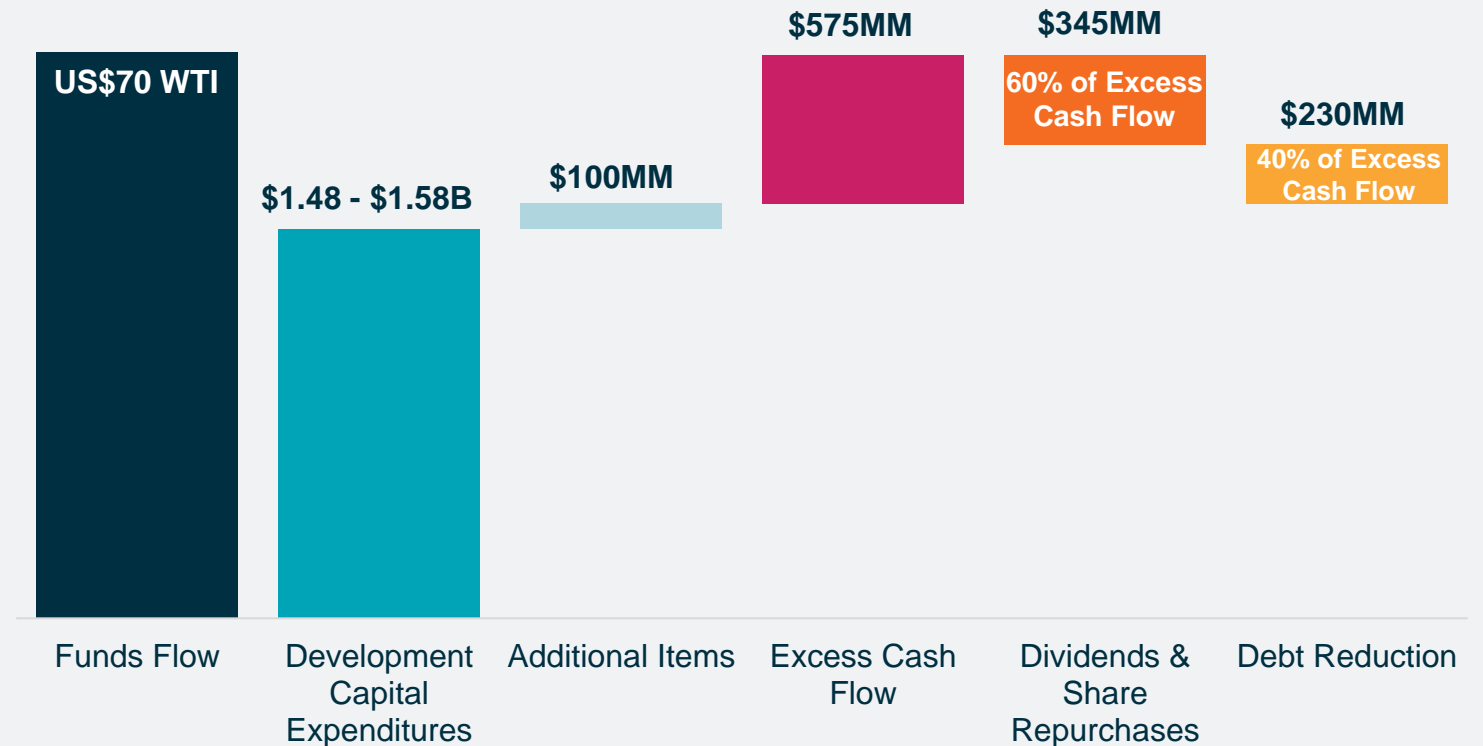 $575MM
$345MM
US$70 WTI
60% of Excess
Cash Flow
$230MM
$100MM
40% of Excess
Cash Flow
$1.48 - $1.58B
Funds Flow
Development
Capital
Expenditures
Additional Items
Excess Cash
Flow
Dividends &
Share
Repurchases
Debt Reduction